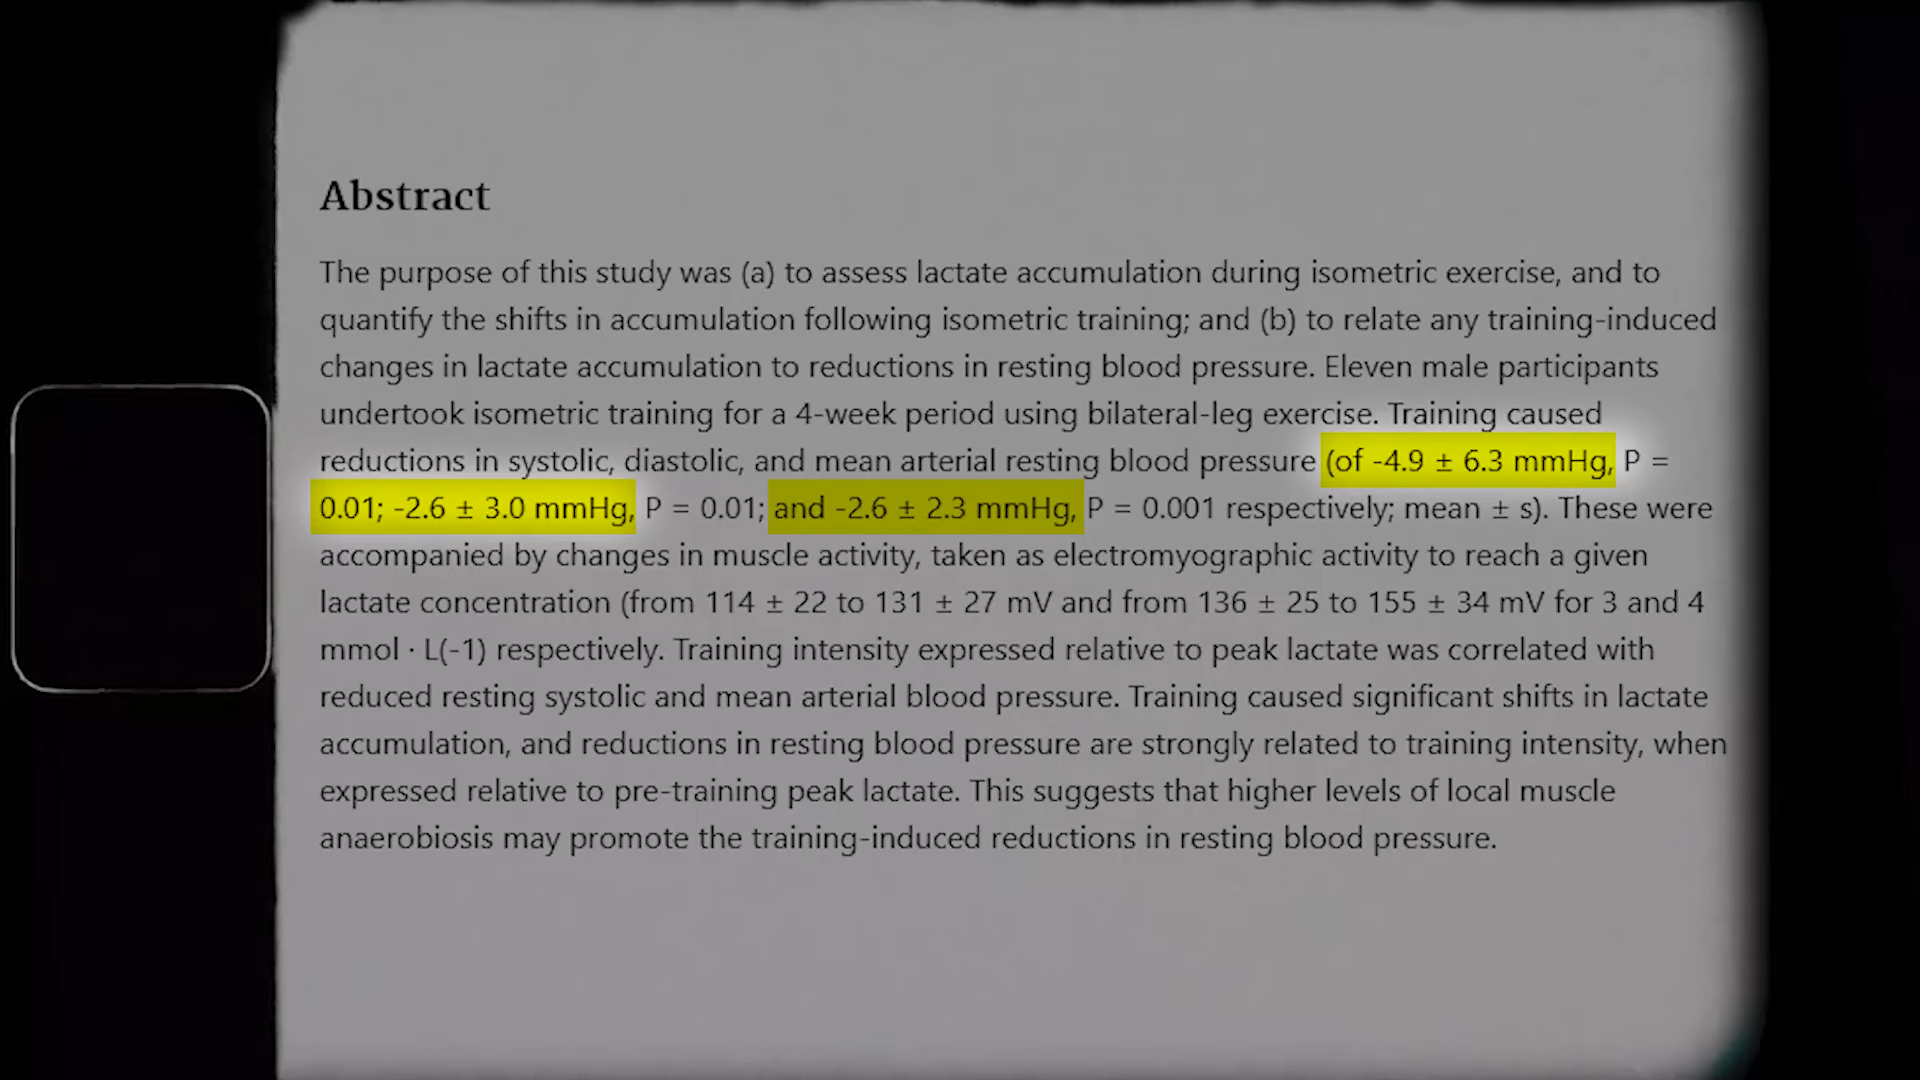 Abstract
The purpose of this study was (a) to assess lactate accumulation during isometric exercise, and to
quantify the shifts in accumulation following isometric training; and (b) to relate any training-induced
changes in lactate accumulation to reductions in resting blood pressure. Eleven male participants
undertook isometric training for a 4-week period using bilateral-leg exercise. Training caused
reductions in systolic, diastolic, and mean arterial resting blood pressure (of -4.9 ± 6.3 mmHg, P =
0.01; -2.6 ± 3.0 mmHg, P = 0.01; and -2.6 ± 2.3 mmHg, P = 0.001 respectively; mean ± s). These were
accompanied by changes in muscle activity, taken as electromyographic activity to reach a given
lactate concentration (from 114 ± 22 to 131 ± 27 mV and from 136 ± 25 to 155 ± 34 mV for 3 and 4
mmol · L(-1) respectively. Training intensity expressed relative to peak lactate was correlated with
reduced resting systolic and mean arterial blood pressure. Training caused significant shifts in lactate
accumulation, and reductions in resting blood pressure are strongly related to training intensity, when
expressed relative to pre-training peak lactate. This suggests that higher levels of local muscle
anaerobiosis may promote the training-induced reductions in resting blood pressure.